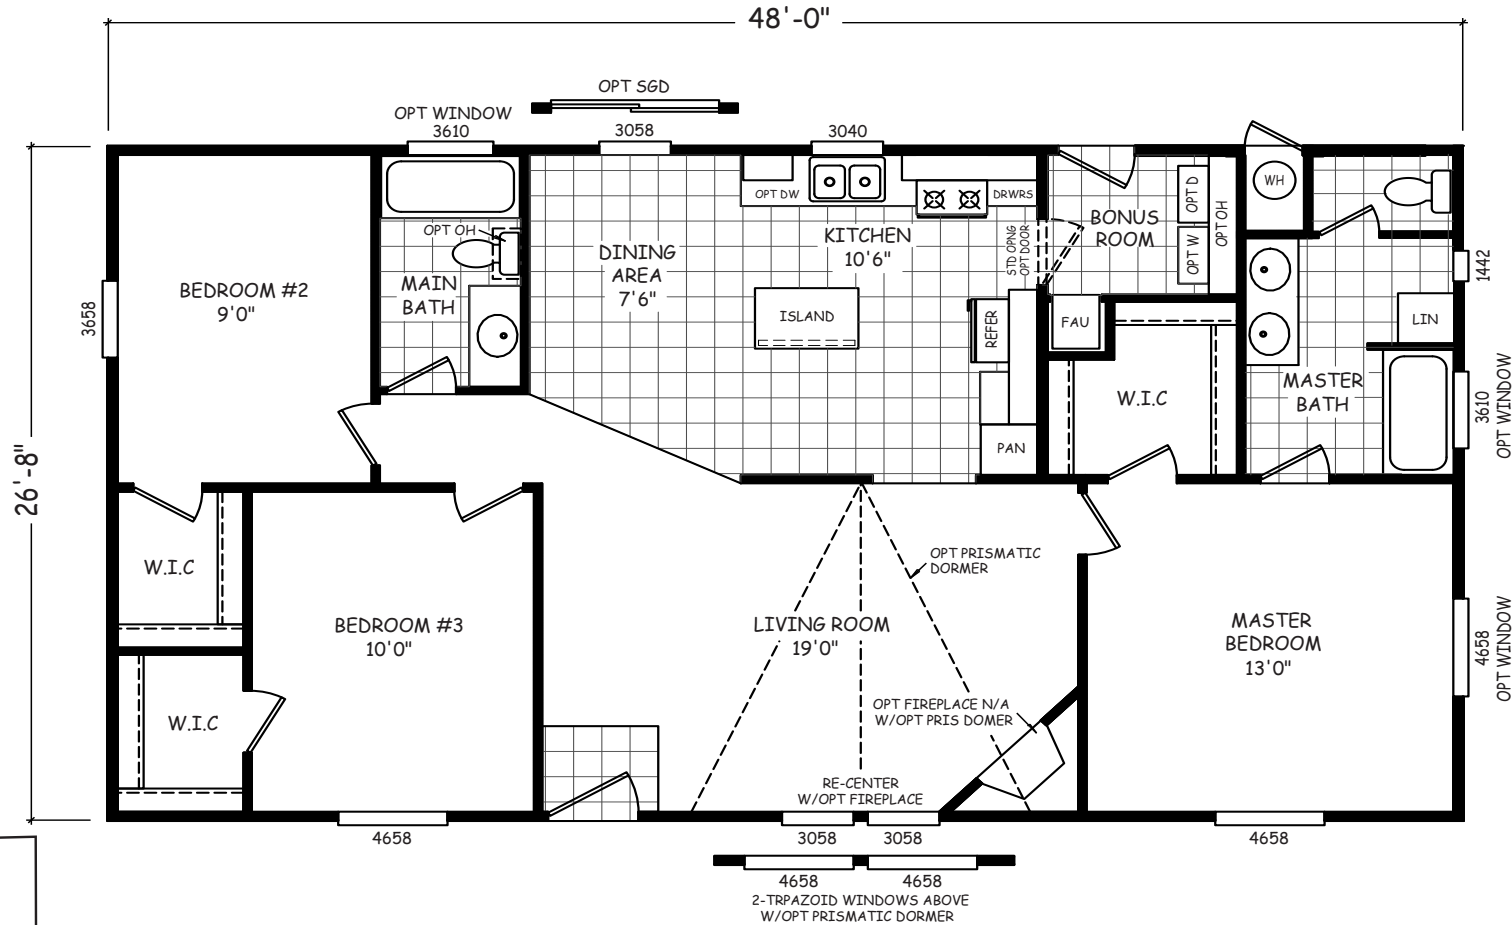 48'-0"
OPT SGD
OPT WINDOW
3610
3058
3040
26'-8"
3658
BEDROOM #2
9'0"
OPT OH
MAIN
BATH
DINING
AREA
7'6"
OPT DW
DRWRS
KITCHEN
10'6"
ISLAND
REFER
PAN
STD OPNG
OPT DOOR
BONUS
ROOM
OPT D
OPT W
OPT OH
FAU
W.I.C
WH
1442
LIN
MASTER
BATH
3610
OPT WINDOW
W.I.C
W.I.C
BEDROOM #3
10'0"
LIVING ROOM
19'0"
OPT PRISMATIC
DORMER
OPT FIREPLACE N/A
W/OPT PRIS DOMER
RE-CENTER
W/OPT FIREPLACE
MASTER
BEDROOM
13'0"
4658
OPT WINDOW
4658
3058
3058
4658
4658
4658
2-TRPAZOID WINDOWS ABOVE
W/OPT PRISMATIC DORMER